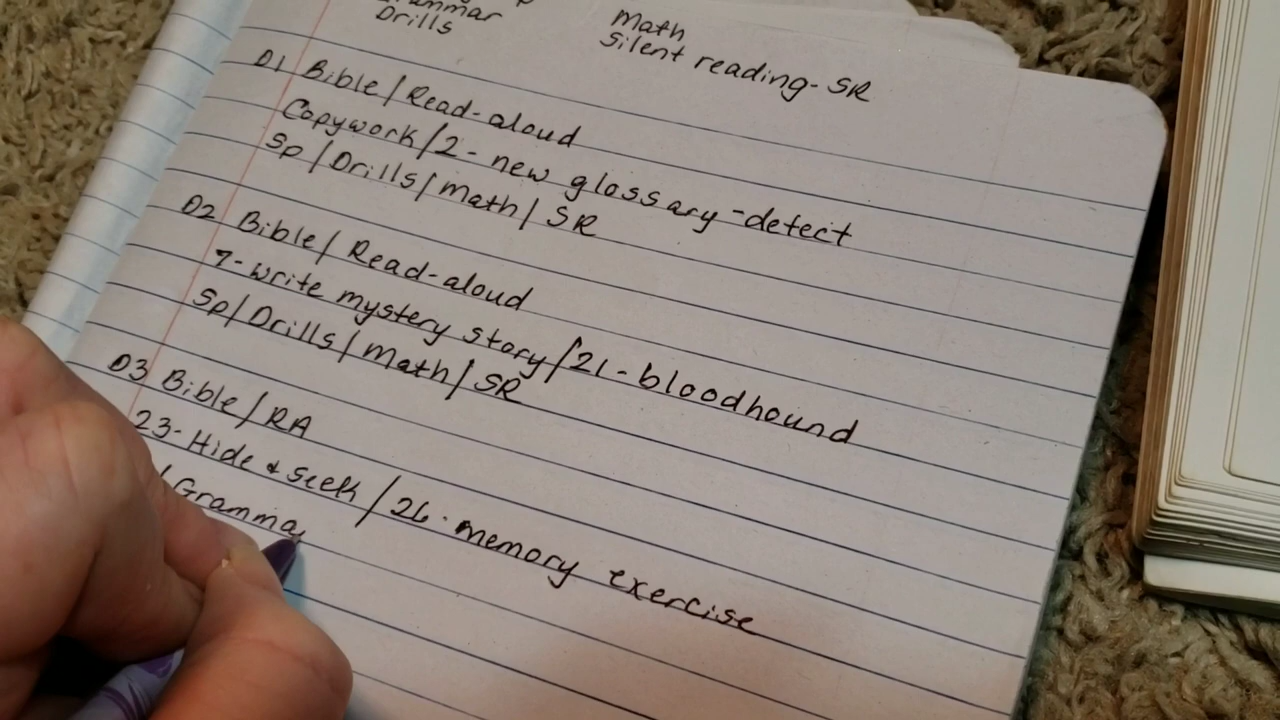 Drills
Math
Silent reading - SR
D1 Bible / Read-aloud
Copywork / 2 - new glossary - detect
Sp / Drills / Math / SR
D2 Bible / Read-aloud
7 - write mystery story / 21 - bloodhound
Sp / Drills / Math / SR
D3 Bible / RA
23 - Hide & Seek / 26 - memory exercise
/ Gramma